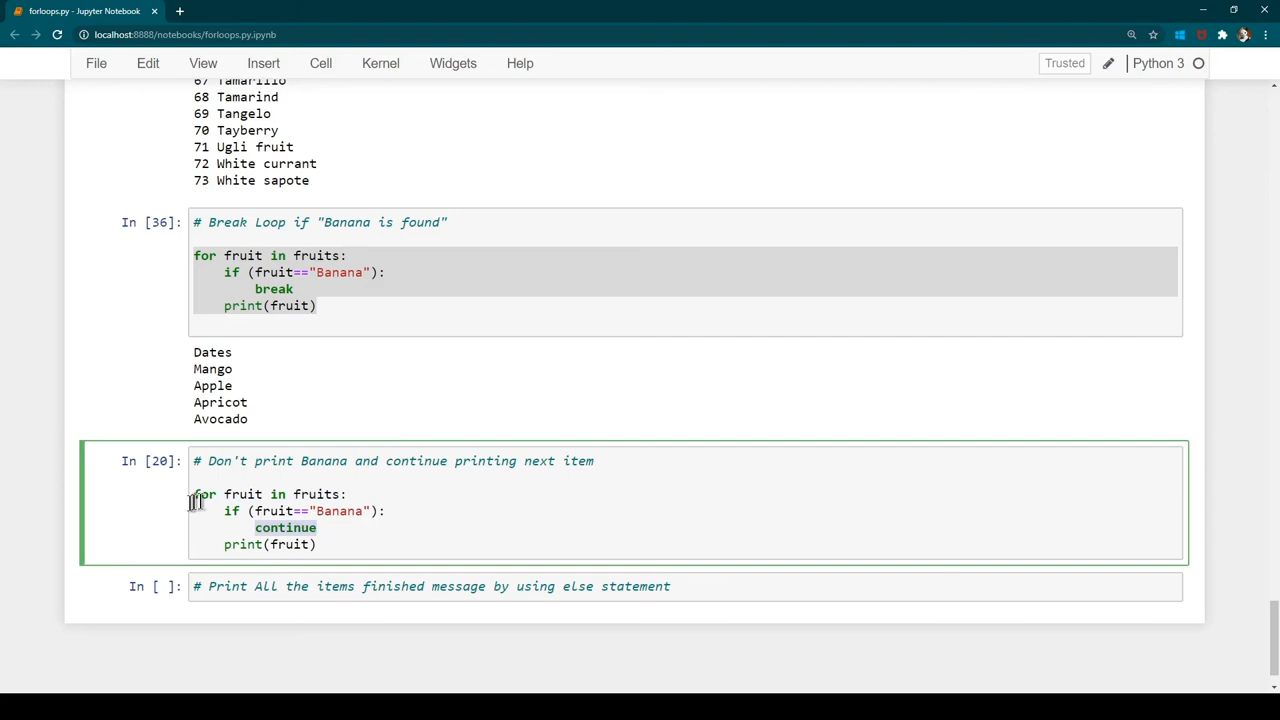 forloops.py - Jupyter Notebook
localhost:8888/notebooks/forloops.py.ipynb
File Edit View Insert Cell Kernel Widgets Help Trusted Python 3
67 Tamarillo
68 Tamarind
69 Tangelo
70 Tayberry
71 Ugli fruit
72 White currant
73 White sapote
In [36]: # Break Loop if "Banana is found"
for fruit in fruits:
    if (fruit=="Banana"):
        break
    print(fruit)
Dates
Mango
Apple
Apricot
Avocado
In [20]: # Don't print Banana and continue printing next item
for fruit in fruits:
    if (fruit=="Banana"):
        continue
    print(fruit)
In [ ]: # Print All the items finished message by using else statement